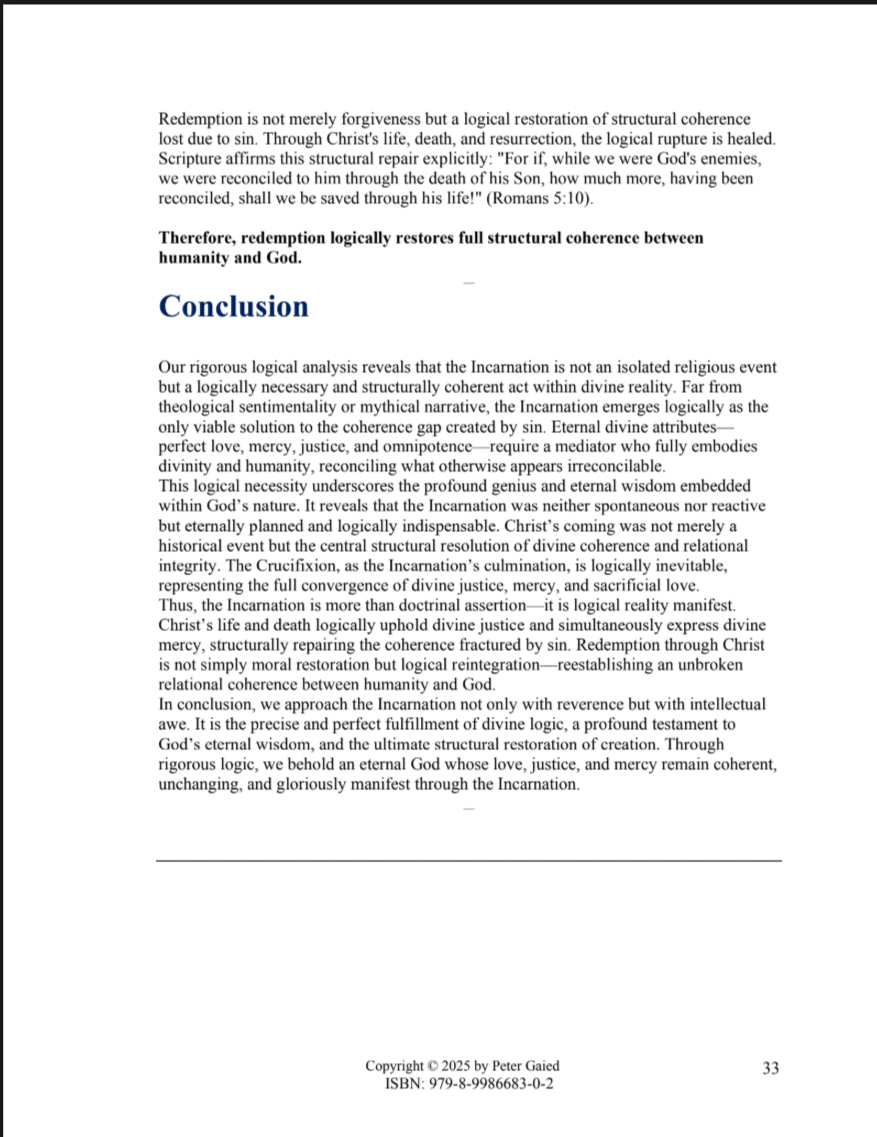 Redemption is not merely forgiveness but a logical restoration of structural coherence
lost due to sin. Through Christ's life, death, and resurrection, the logical rupture is healed.
Scripture affirms this structural repair explicitly: "For if, while we were God's enemies,
we were reconciled to him through the death of his Son, how much more, having been
reconciled, shall we be saved through his life!" (Romans 5:10).
Therefore, redemption logically restores full structural coherence between
humanity and God.
Conclusion
Our rigorous logical analysis reveals that the Incarnation is not an isolated religious event
but a logically necessary and structurally coherent act within divine reality. Far from
theological sentimentality or mythical narrative, the Incarnation emerges logically as the
only viable solution to the coherence gap created by sin. Eternal divine attributes—
perfect love, mercy, justice, and omnipotence—require a mediator who fully embodies
divinity and humanity, reconciling what otherwise appears irreconcilable.
This logical necessity underscores the profound genius and eternal wisdom embedded
within God’s nature. It reveals that the Incarnation was neither spontaneous nor reactive
but eternally planned and logically indispensable. Christ’s coming was not merely a
historical event but the central structural resolution of divine coherence and relational
integrity. The Crucifixion, as the Incarnation’s culmination, is logically inevitable,
representing the full convergence of divine justice, mercy, and sacrificial love.
Thus, the Incarnation is more than doctrinal assertion—it is logical reality manifest.
Christ’s life and death logically uphold divine justice and simultaneously express divine
mercy, structurally repairing the coherence fractured by sin. Redemption through Christ
is not simply moral restoration but logical reintegration—reestablishing an unbroken
relational coherence between humanity and God.
In conclusion, we approach the Incarnation not only with reverence but with intellectual
awe. It is the precise and perfect fulfillment of divine logic, a profound testament to
God’s eternal wisdom, and the ultimate structural restoration of creation. Through
rigorous logic, we behold an eternal God whose love, justice, and mercy remain coherent,
unchanging, and gloriously manifest through the Incarnation.
Copyright © 2025 by Peter Gaied
33
ISBN: 979-8-9986683-0-2